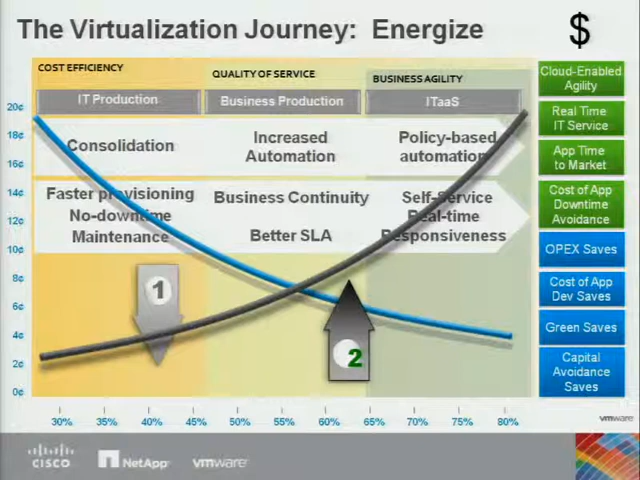 The Virtualization Journey: Energize
$
COST EFFICIENCY
QUALITY OF SERVICE
BUSINESS AGILITY
IT Production
Business Production
ITaaS
Consolidation
Increased
Automation
Policy-based
automation
Faster provisioning
No-downtime
Maintenance
Business Continuity
Better SLA
Self-Service
Real-time
Responsiveness
1
2
20¢
18¢
16¢
14¢
12¢
10¢
8¢
6¢
4¢
2¢
0¢
30%
35%
40%
45%
50%
55%
60%
65%
70%
75%
80%
Cloud-Enabled
Agility
Real Time
IT Service
App Time
to Market
Cost of App
Downtime
Avoidance
OPEX Saves
Cost of App
Dev Saves
Green Saves
Capital
Avoidance
Saves
vmware
CISCO
NetApp
vmware